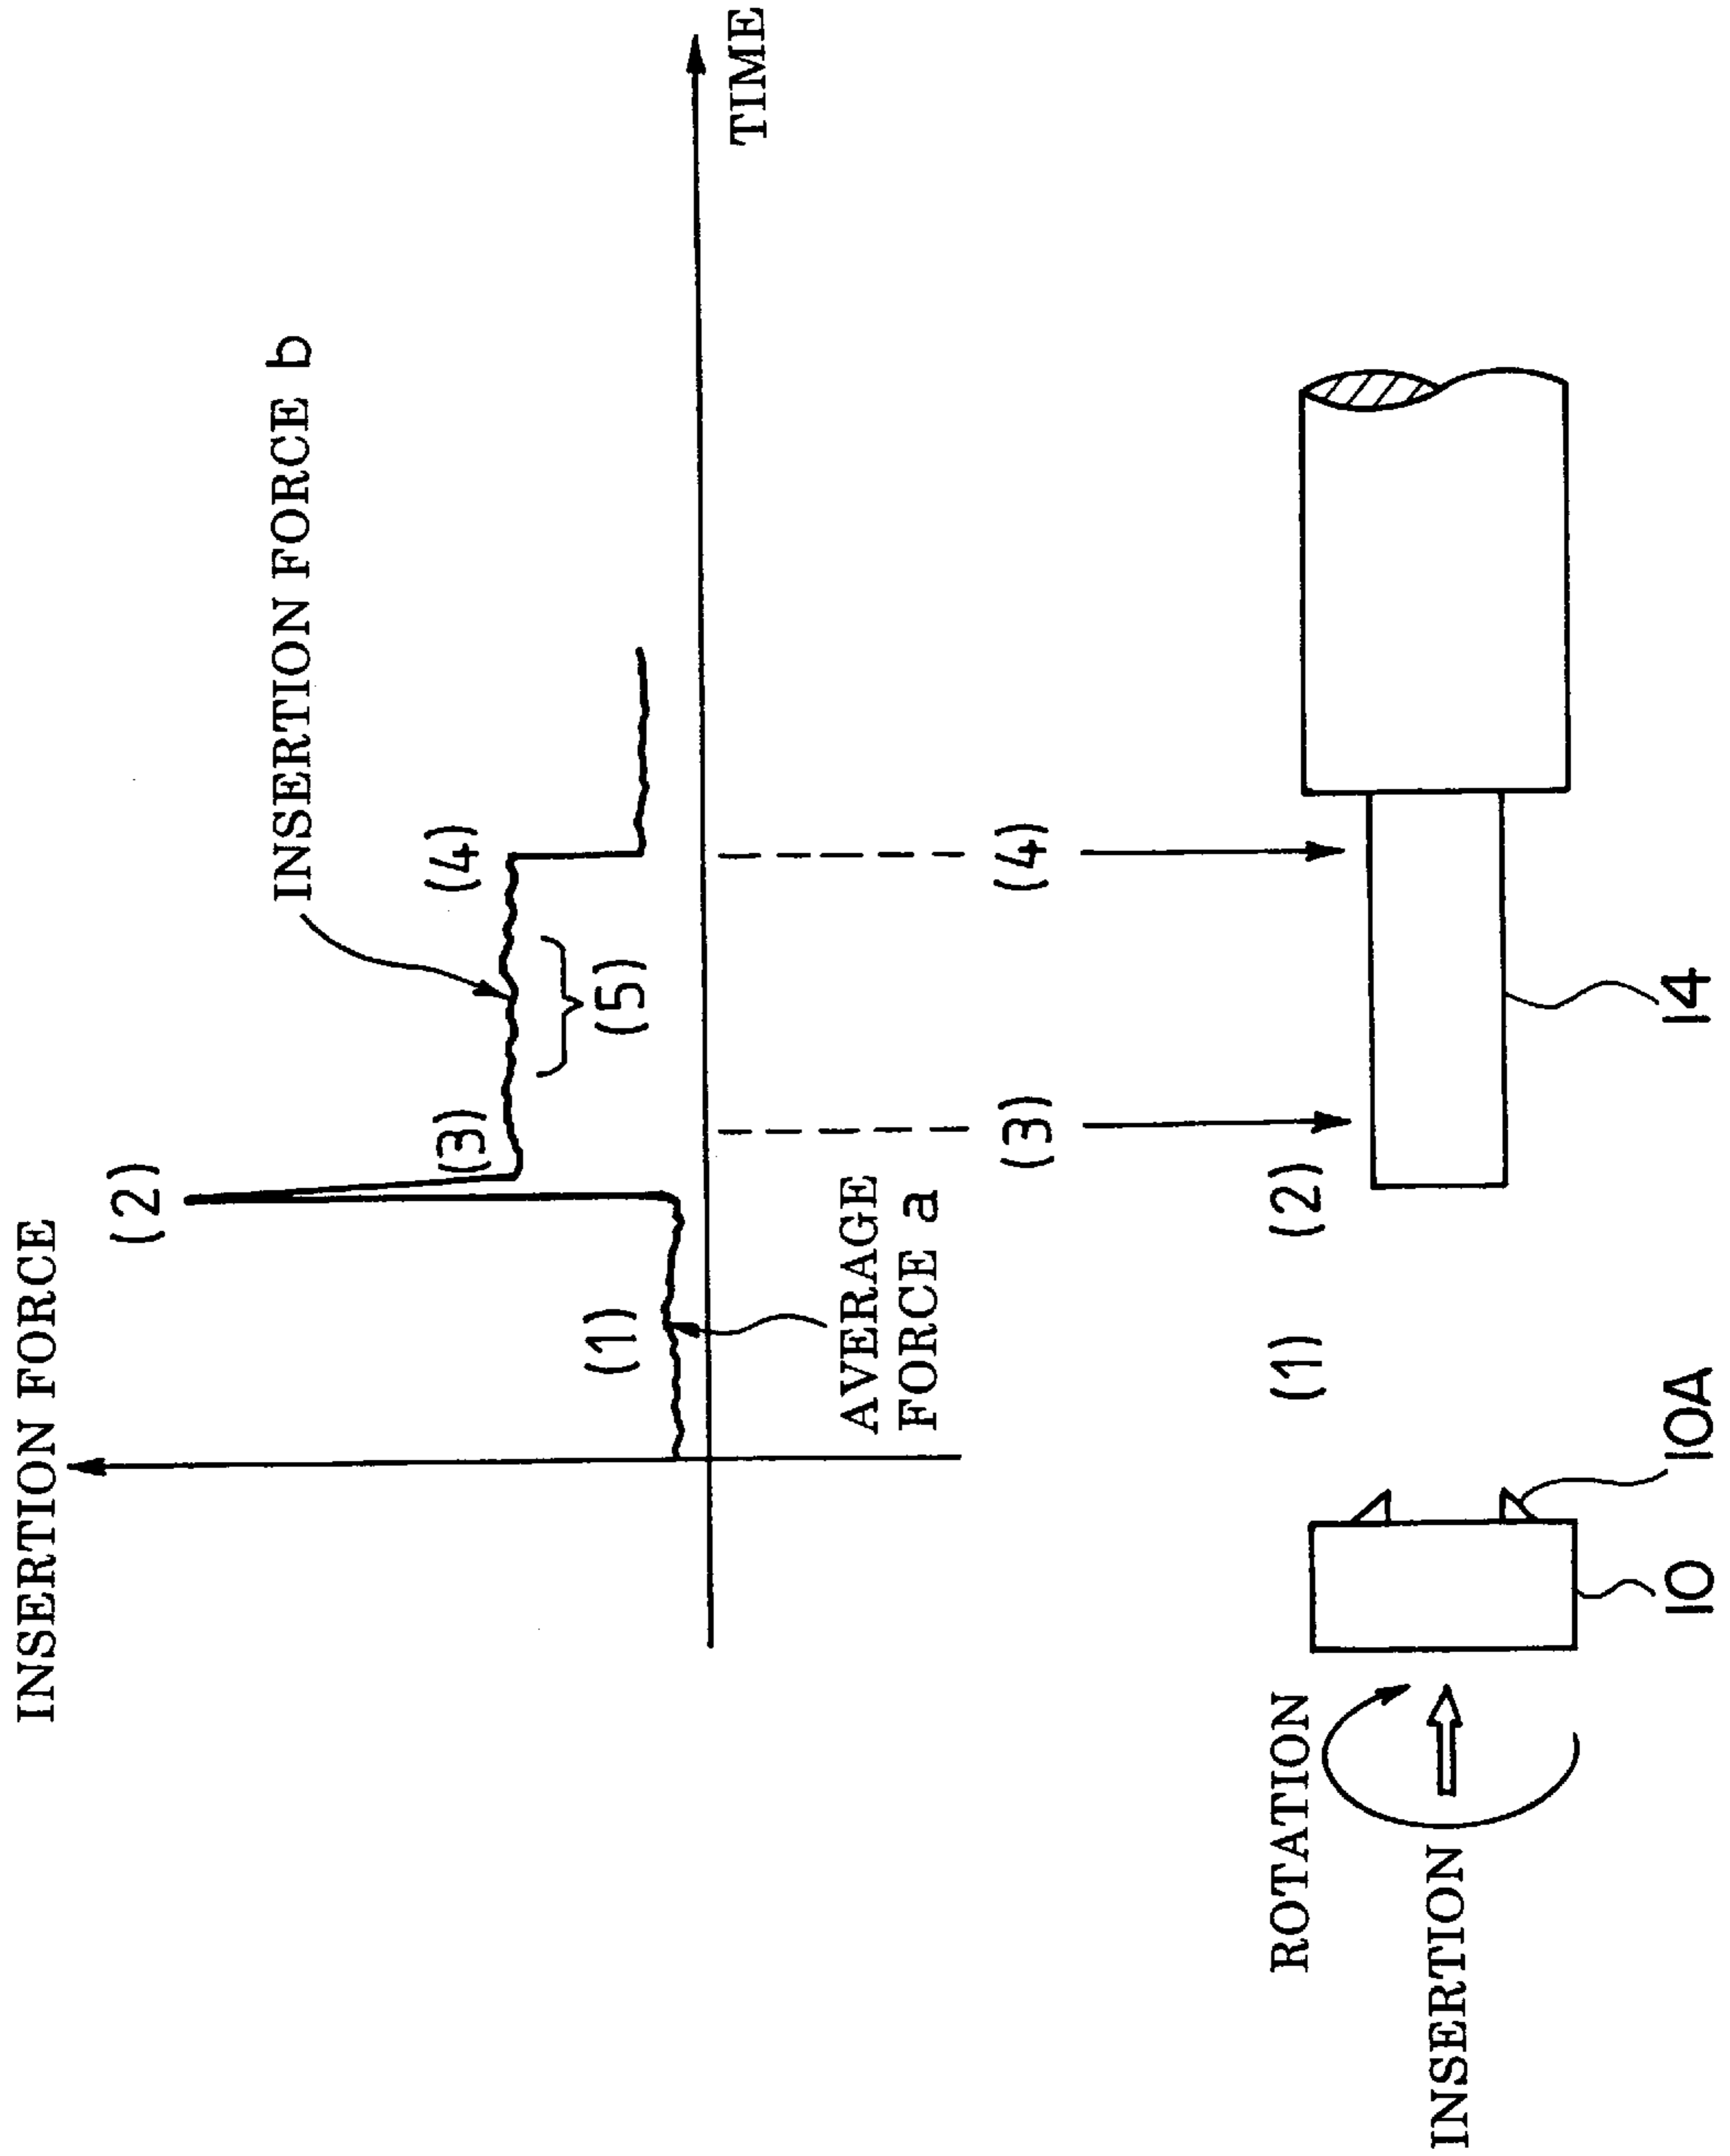 INSERTION FORCE
(2)
INSERTION FORCE b
(3)
(4)
(1)
(5)
TIME
AVERAGE
FORCE a
(3)
(4)
ROTATION
(1)
(2)
INSERTION
10
10A
14